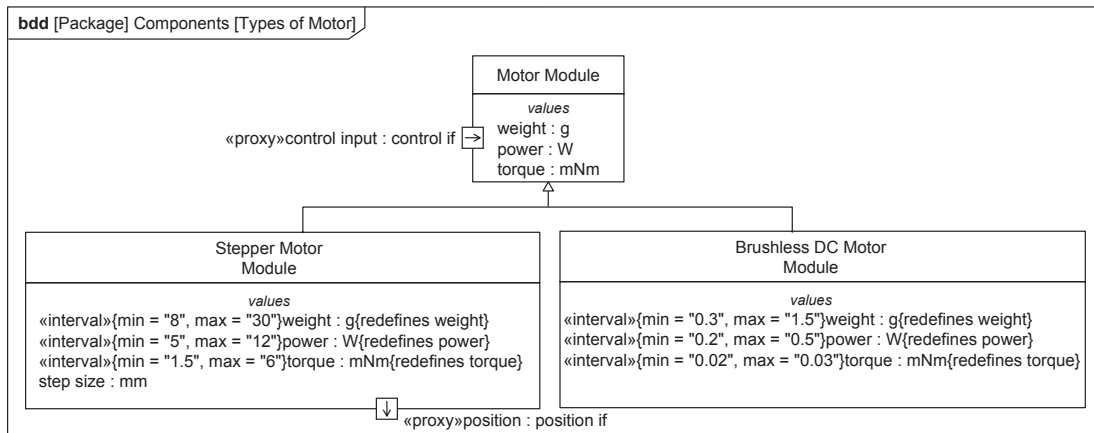 bdd [Package] Components [Types of Motor]
Motor Module
values
«proxy»control input : control if
weight : g
power : W
torque : mNm
Stepper Motor
Module
values
«interval»{min = "8", max = "30"}weight : g{redefines weight}
«interval»{min = "5", max = "12"}power : W{redefines power}
«interval»{min = "1.5", max = "6"}torque : mNm{redefines torque}
step size : mm
«proxy»position : position if
Brushless DC Motor
Module
values
«interval»{min = "0.3", max = "1.5"}weight : g{redefines weight}
«interval»{min = "0.2", max = "0.5"}power : W{redefines power}
«interval»{min = "0.02", max = "0.03"}torque : mNm{redefines torque}